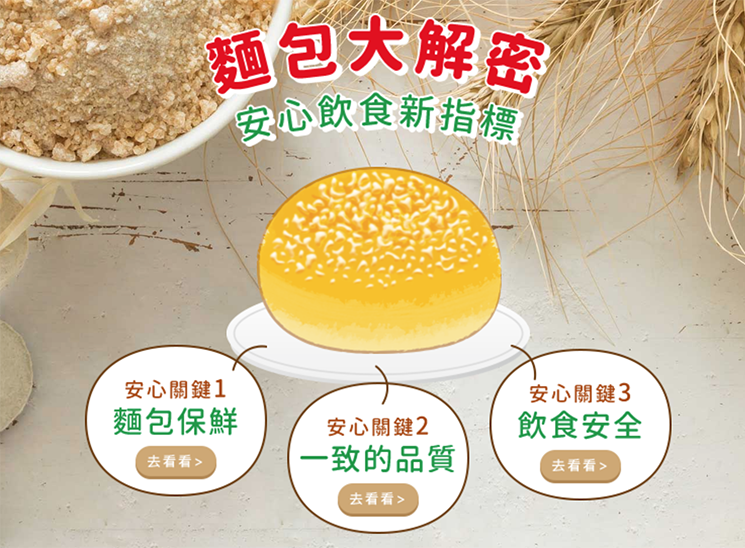 麵包大解密
安心飲食新指標
安心關鍵1
麵包保鮮
去看看>
安心關鍵2
一致的品質
去看看>
安心關鍵3
飲食安全
去看看>